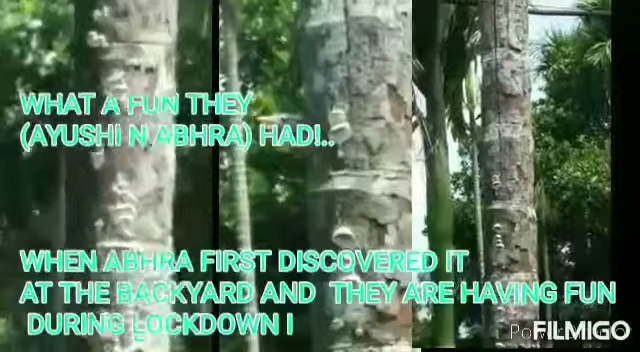 WHAT A FUN THEY
(AYUSHI N ABHRA) HAD!..
WHEN ABHRA FIRST DISCOVERED IT
AT THE BACKYARD AND THEY ARE HAVING FUN
DURING LOCKDOWN !
FILMIGO